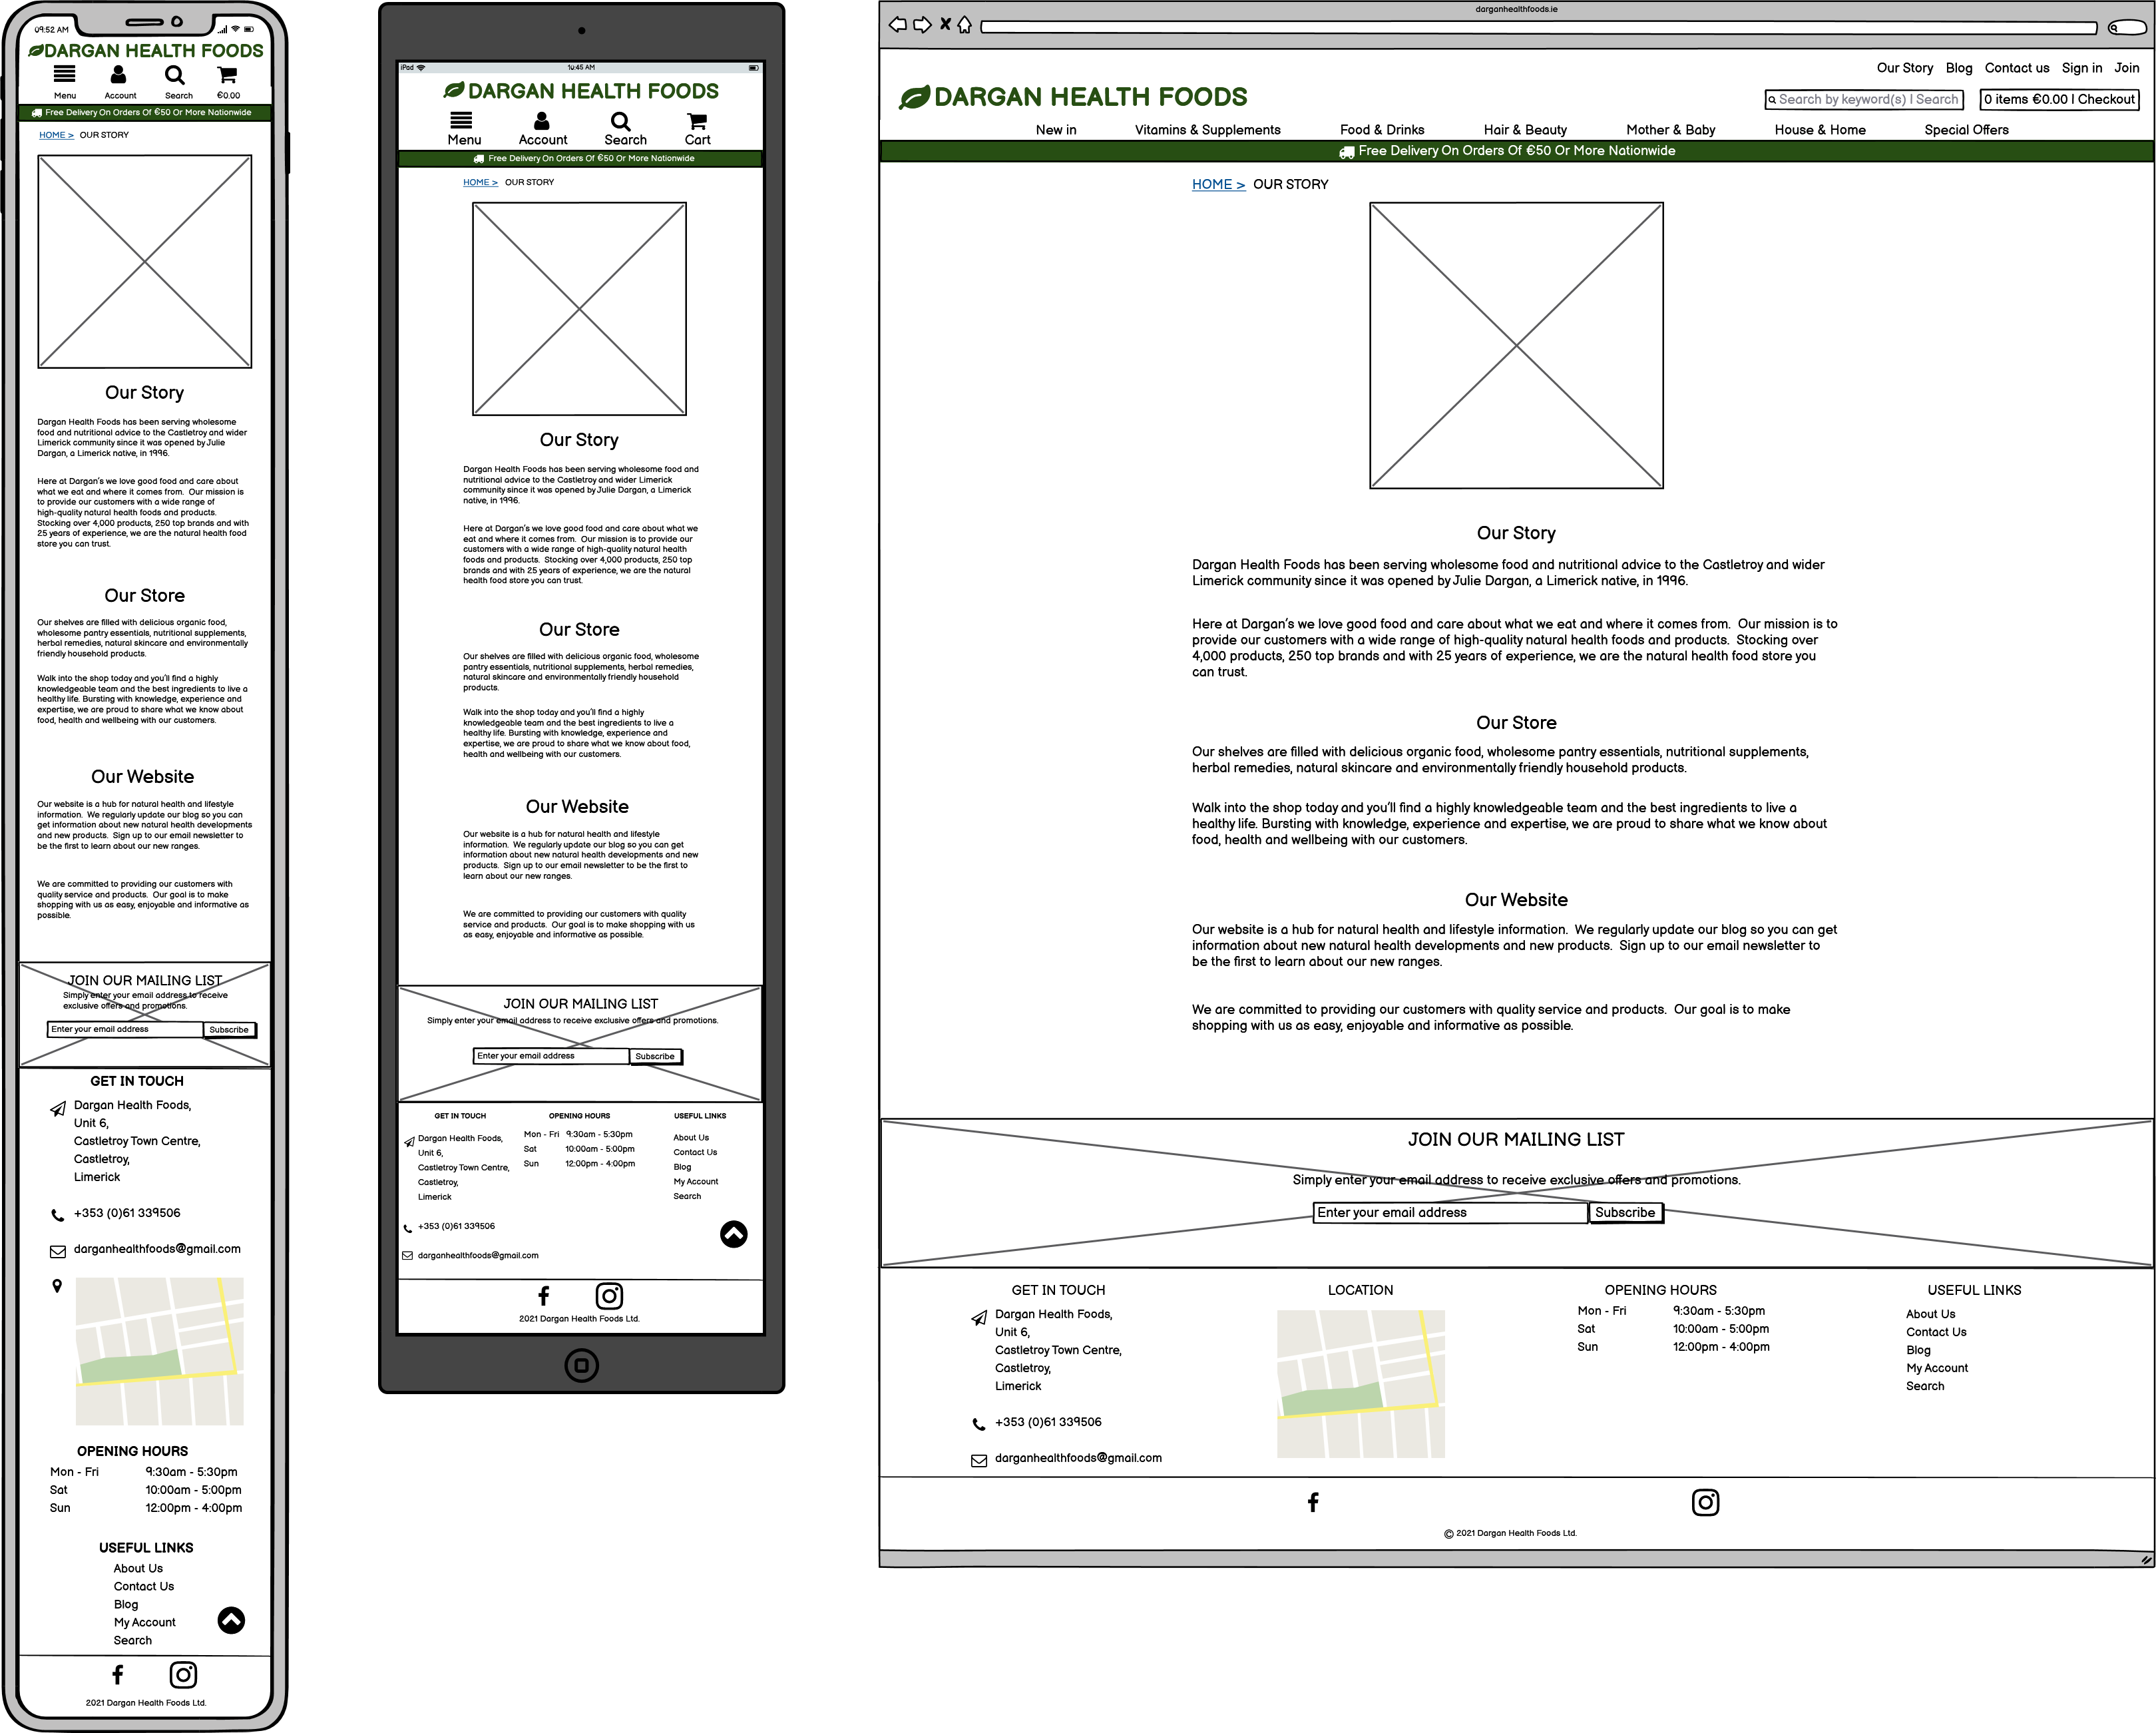 09:52 AM
DARGAN HEALTH FOODS
Menu Account Search €0.00
Free Delivery On Orders Of €50 Or More Nationwide
HOME > OUR STORY
Our Story
Dargan Health Foods has been serving wholesome
food and nutritional advice to the Castletroy and wider
Limerick community since it was opened by Julie
Dargan, a Limerick native, in 1996.
Here at Dargan's we love good food and care about
what we eat and where it comes from. Our mission is
to provide our customers with a wide range of
high-quality natural health foods and products.
Stocking over 4,000 products, 250 top brands and with
25 years of experience, we are the natural health food
store you can trust.
Our Store
Our shelves are filled with delicious organic food,
wholesome pantry essentials, nutritional supplements,
herbal remedies, natural skincare and environmentally
friendly household products.
Walk into the shop today and you'll find a highly
knowledgeable team and the best ingredients to live a
healthy life. Bursting with knowledge, experience and
expertise, we are proud to share what we know about
food, health and wellbeing with our customers.
Our Website
Our website is a hub for natural health and lifestyle
information. We regularly update our blog so you can
get information about new natural health developments
and new products. Sign up to our email newsletter to
be the first to learn about our new ranges.
We are committed to providing our customers with
quality service and products. Our goal is to make
shopping with us as easy, enjoyable and informative as
possible.
JOIN OUR MAILING LIST
Simply enter your email address to receive
exclusive offers and promotions.
Enter your email address Subscribe
GET IN TOUCH
Dargan Health Foods,
Unit 6,
Castletroy Town Centre,
Castletroy,
Limerick
+353 (0)61 339506
darganhealthfoods@gmail.com
OPENING HOURS
Mon - Fri 9:30am - 5:30pm
Sat 10:00am - 5:00pm
Sun 12:00pm - 4:00pm
USEFUL LINKS
About Us
Contact Us
Blog
My Account
Search
2021 Dargan Health Foods Ltd.
iPad 10:45 AM
DARGAN HEALTH FOODS
Menu Account Search Cart
Free Delivery On Orders Of €50 Or More Nationwide
HOME > OUR STORY
Our Story
Dargan Health Foods has been serving wholesome food and
nutritional advice to the Castletroy and wider Limerick
community since it was opened by Julie Dargan, a Limerick
native, in 1996.
Here at Dargan's we love good food and care about what we
eat and where it comes from. Our mission is to provide our
customers with a wide range of high-quality natural health
foods and products. Stocking over 4,000 products, 250 top
brands and with 25 years of experience, we are the natural
health food store you can trust.
Our Store
Our shelves are filled with delicious organic food, wholesome
pantry essentials, nutritional supplements, herbal remedies,
natural skincare and environmentally friendly household
products.
Walk into the shop today and you'll find a highly
knowledgeable team and the best ingredients to live a
healthy life. Bursting with knowledge, experience and
expertise, we are proud to share what we know about food,
health and wellbeing with our customers.
Our Website
Our website is a hub for natural health and lifestyle
information. We regularly update our blog so you can get
information about new natural health developments and new
products. Sign up to our email newsletter to be the first to
learn about our new ranges.
We are committed to providing our customers with quality
service and products. Our goal is to make shopping with us
as easy, enjoyable and informative as possible.
JOIN OUR MAILING LIST
Simply enter your email address to receive exclusive offers and promotions.
Enter your email address Subscribe
GET IN TOUCH OPENING HOURS USEFUL LINKS
Dargan Health Foods, Mon - Fri 9:30am - 5:30pm About Us
Unit 6, Sat 10:00am - 5:00pm Contact Us
Castletroy Town Centre, Sun 12:00pm - 4:00pm Blog
Castletroy, My Account
Limerick Search
+353 (0)61 339506
darganhealthfoods@gmail.com
2021 Dargan Health Foods Ltd.
darganhealthfoods.ie
Our Story Blog Contact us Sign in Join
DARGAN HEALTH FOODS
Search by keyword(s) | Search 0 items €0.00 | Checkout
New in Vitamins & Supplements Food & Drinks Hair & Beauty Mother & Baby House & Home Special Offers
Free Delivery On Orders Of €50 Or More Nationwide
HOME > OUR STORY
Our Story
Dargan Health Foods has been serving wholesome food and nutritional advice to the Castletroy and wider
Limerick community since it was opened by Julie Dargan, a Limerick native, in 1996.
Here at Dargan's we love good food and care about what we eat and where it comes from. Our mission is to
provide our customers with a wide range of high-quality natural health foods and products. Stocking over
4,000 products, 250 top brands and with 25 years of experience, we are the natural health food store you
can trust.
Our Store
Our shelves are filled with delicious organic food, wholesome pantry essentials, nutritional supplements,
herbal remedies, natural skincare and environmentally friendly household products.
Walk into the shop today and you'll find a highly knowledgeable team and the best ingredients to live a
healthy life. Bursting with knowledge, experience and expertise, we are proud to share what we know about
food, health and wellbeing with our customers.
Our Website
Our website is a hub for natural health and lifestyle information. We regularly update our blog so you can get
information about new natural health developments and new products. Sign up to our email newsletter to
be the first to learn about our new ranges.
We are committed to providing our customers with quality service and products. Our goal is to make
shopping with us as easy, enjoyable and informative as possible.
JOIN OUR MAILING LIST
Simply enter your email address to receive exclusive offers and promotions.
Enter your email address Subscribe
GET IN TOUCH LOCATION OPENING HOURS USEFUL LINKS
Dargan Health Foods, Mon - Fri 9:30am - 5:30pm About Us
Unit 6, Sat 10:00am - 5:00pm Contact Us
Castletroy Town Centre, Sun 12:00pm - 4:00pm Blog
Castletroy, My Account
Limerick Search
+353 (0)61 339506
darganhealthfoods@gmail.com
© 2021 Dargan Health Foods Ltd.